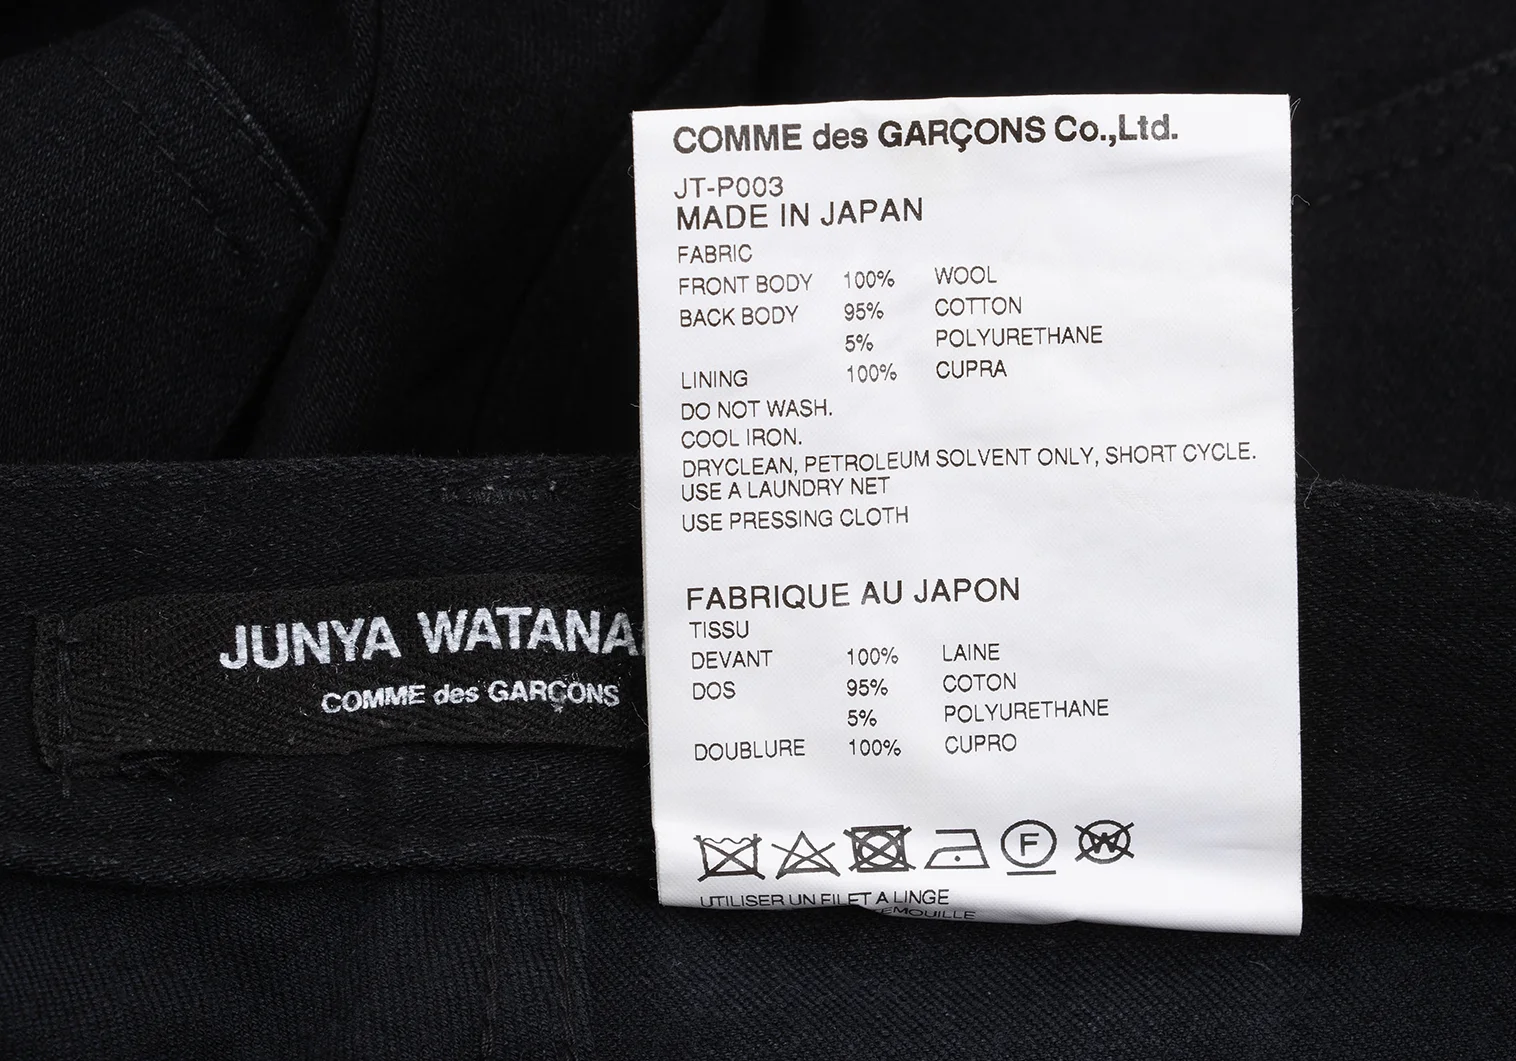 COMME des GARÇONS Co.,Ltd.
JT-P003
MADE IN JAPAN
FABRIC
FRONT BODY 100% WOOL
BACK BODY 95% COTTON
5% POLYURETHANE
LINING 100% CUPRA
DO NOT WASH.
COOL IRON.
DRYCLEAN, PETROLEUM SOLVENT ONLY, SHORT CYCLE.
USE A LAUNDRY NET
USE PRESSING CLOTH
FABRIQUE AU JAPON
TISSU
DEVANT 100% LAINE
DOS 95% COTON
5% POLYURETHANE
DOUBLURE 100% CUPRO
F W
UTILISER UN FILET A LINGE
JUNYA
COMME des GARÇONS